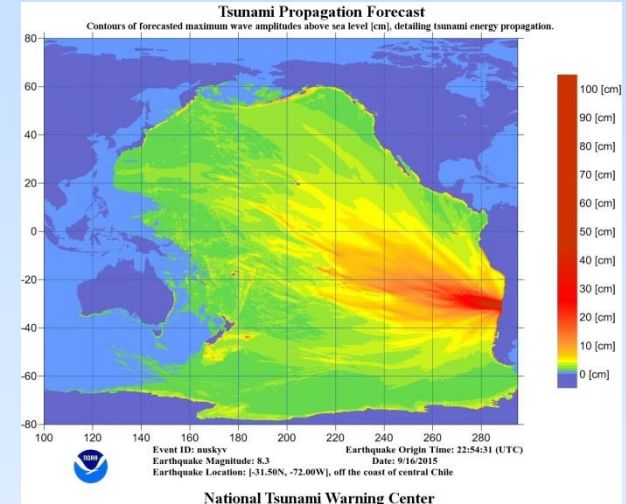 Tsunami Propagation Forecast
Contours of forecasted maximum wave amplitudes above sea level [cm], detailing tsunami energy propagation.
80
60
40
20
0
-20
-40
-60
-80
100 120 140 160 180 200 220 240 260 280
100 [cm]
90 [cm]
80 [cm]
70 [cm]
60 [cm]
50 [cm]
40 [cm]
30 [cm]
20 [cm]
10 [cm]
0 [cm]
NOAA
Event ID: nuskyv Earthquake Origin Time: 22:54:31 (UTC)
Earthquake Magnitude: 8.3 Date: 9/16/2015
Earthquake Location: [-31.50N, -72.00W], off the coast of central Chile
National Tsunami Warning Center